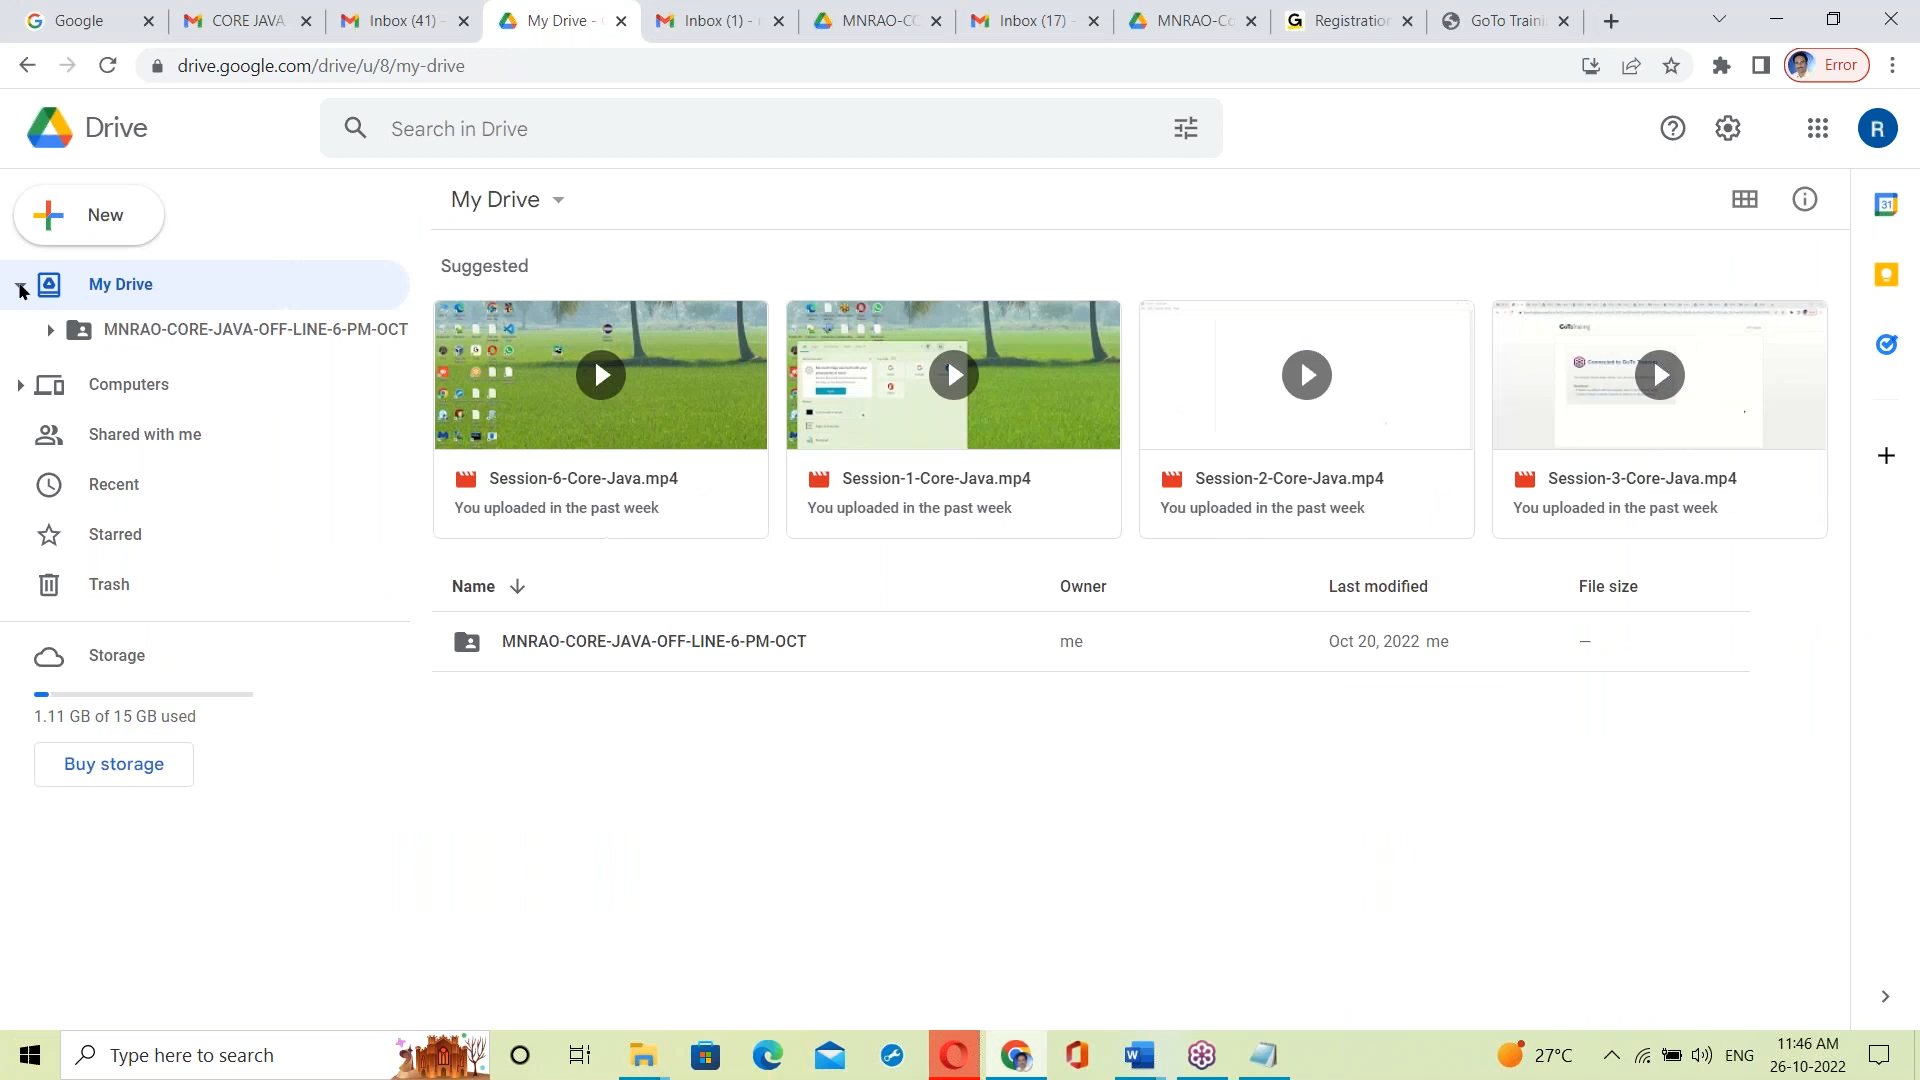 Google
CORE JAVA
Inbox (41) -
My Drive -
Inbox (1) -
MNRAO-CO
Inbox (17) -
MNRAO-Co
Registration
GoTo Traini
drive.google.com/drive/u/8/my-drive
Error
Drive
Search in Drive
R
New
My Drive
MNRAO-CORE-JAVA-OFF-LINE-6-PM-OCT
Computers
Shared with me
Recent
Starred
Trash
Storage
1.11 GB of 15 GB used
Buy storage
My Drive
Suggested
Session-6-Core-Java.mp4
You uploaded in the past week
Session-1-Core-Java.mp4
You uploaded in the past week
Session-2-Core-Java.mp4
You uploaded in the past week
Session-3-Core-Java.mp4
You uploaded in the past week
Name Owner Last modified File size
MNRAO-CORE-JAVA-OFF-LINE-6-PM-OCT me Oct 20, 2022 me —
31
Type here to search
27°C
ENG
11:46 AM
26-10-2022